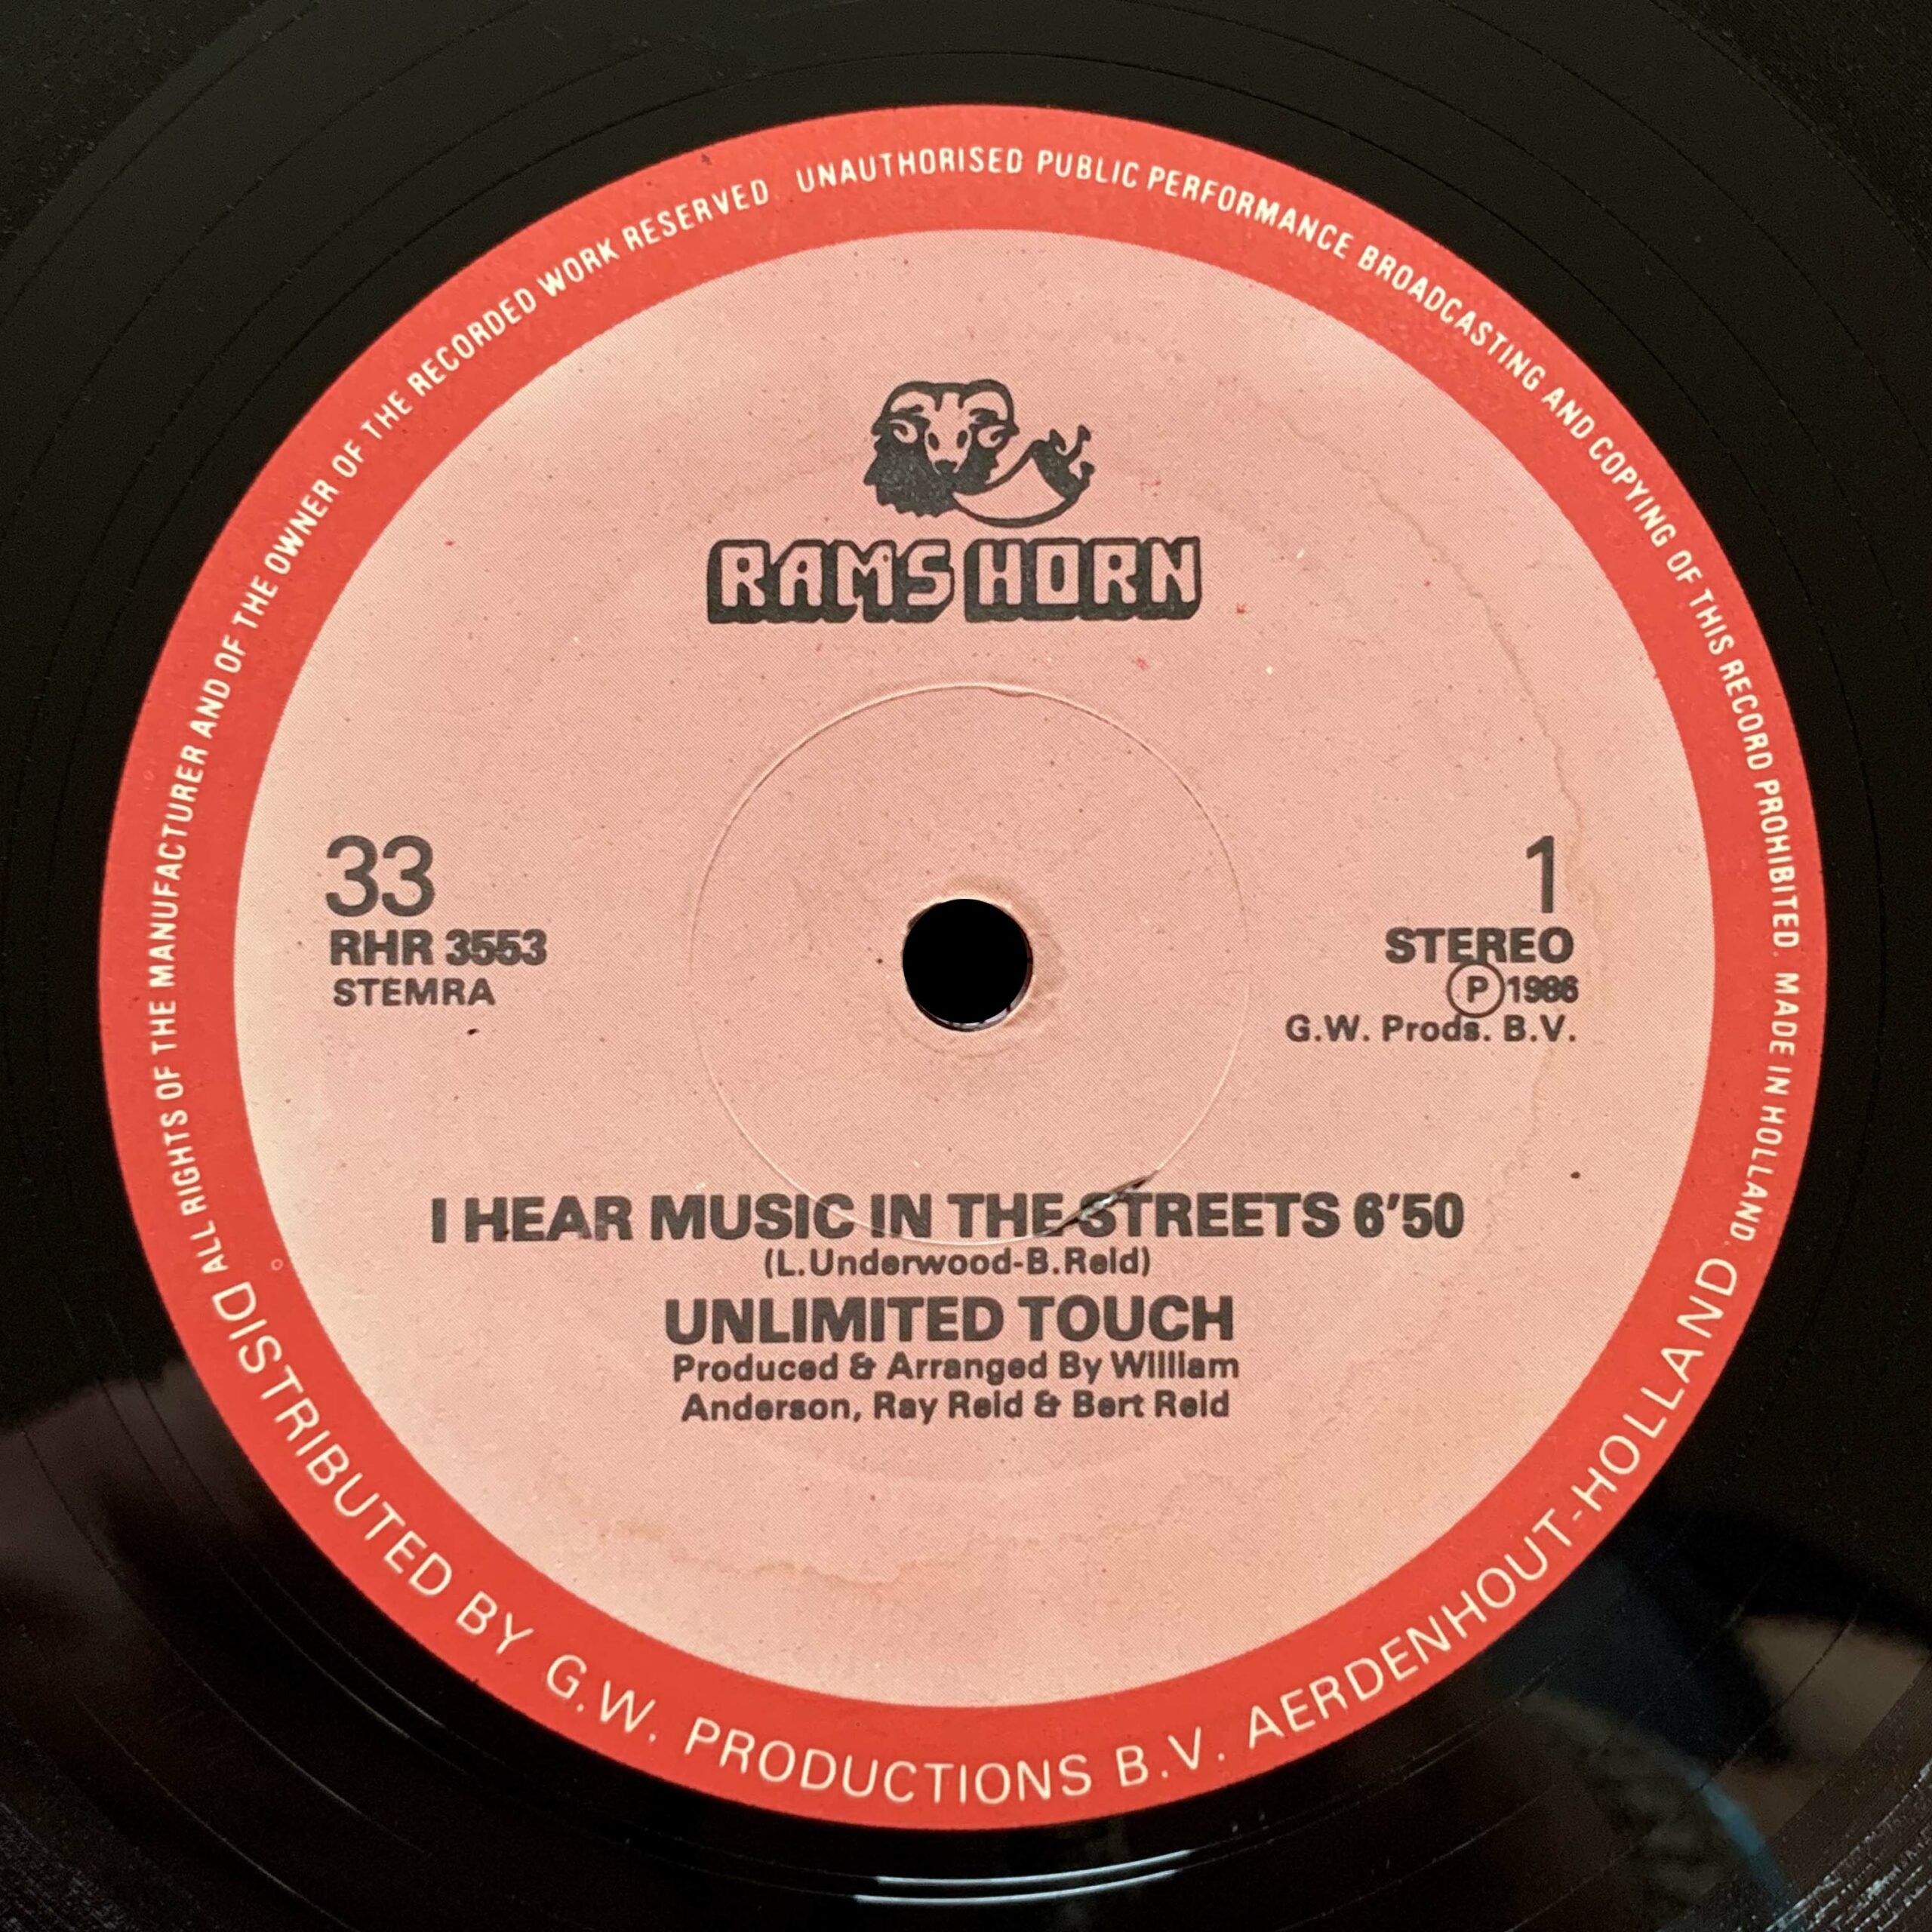 ALL RIGHTS OF THE MANUFACTURER AND OF THE OWNER OF THE RECORDED WORK RESERVED. UNAUTHORISED PUBLIC PERFORMANCE BROADCASTING AND COPYING OF THIS RECORD PROHIBITED. MADE IN HOLLAND.
RAMS HORN
33
RHR 3553
STEMRA
1
STEREO
Ⓟ1986
G.W. Prods. B.V.
I HEAR MUSIC IN THE STREETS 6'50
(L.Underwood-B.Reid)
UNLIMITED TOUCH
Produced & Arranged By William
Anderson, Ray Reid & Bert Reid
DISTRIBUTED BY G.W. PRODUCTIONS B.V. AERDENHOUT-HOLLAND